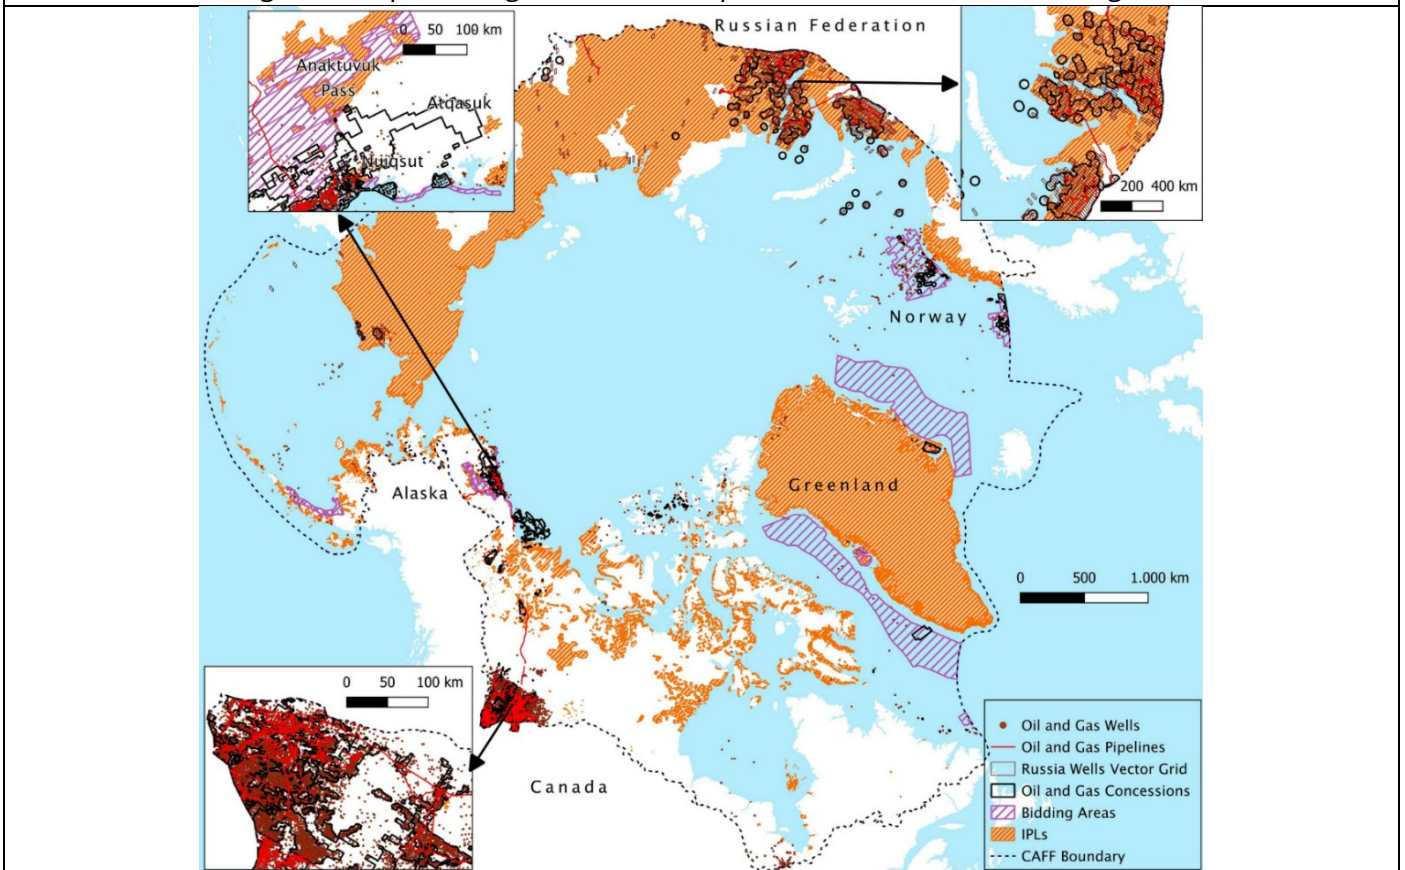 Russian Federation
0 50 100 km
Anaktuvuk
Pass
Atqasuk
Nuiqsut
200 400 km
Norway
Greenland
Alaska
0 500 1.000 km
0 50 100 km
Canada
Oil and Gas Wells
Oil and Gas Pipelines
Russia Wells Vector Grid
Oil and Gas Concessions
Bidding Areas
IPLs
CAFF Boundary